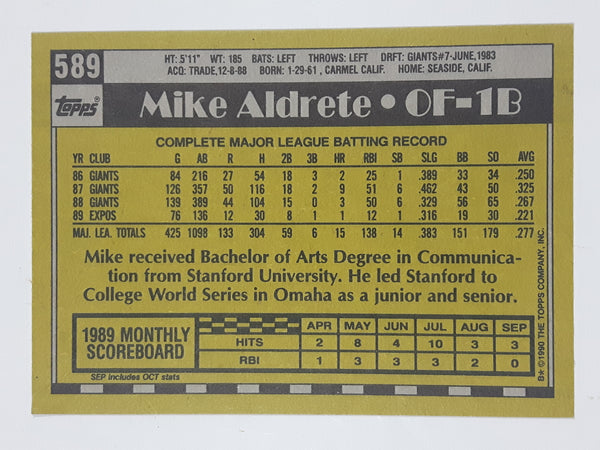 589
HT: 5'11" WT: 185 BATS: LEFT THROWS: LEFT DRFT: GIANTS#7-JUNE, 1983
ACQ: TRADE, 12-8-88 BORN: 1-29-61, CARMEL CALIF. HOME: SEASIDE, CALIF.
topps
Mike Aldrete • OF-1B
COMPLETE MAJOR LEAGUE BATTING RECORD
YR CLUB G AB R H 2B 3B HR RBI SB SLG BB SO AVG
86 GIANTS 84 216 27 54 18 3 2 25 1 .389 33 34 .250
87 GIANTS 126 357 50 116 18 2 9 51 6 .462 43 50 .325
88 GIANTS 139 389 44 104 15 0 3 50 6 .329 56 65 .267
89 EXPOS 76 136 12 30 8 1 1 12 1 .316 19 30 .221
MAJ. LEA. TOTALS 425 1098 133 304 59 6 15 138 14 .383 151 179 .277
Mike received Bachelor of Arts Degree in Communica-
tion from Stanford University. He led Stanford to
College World Series in Omaha as a junior and senior.
1989 MONTHLY
SCOREBOARD
APR MAY JUN JUL AUG SEP
HITS 2 8 4 10 3 3
RBI 1 3 3 3 2 0
SEP includes OCT stats
B* © 1990 THE TOPPS COMPANY, INC.